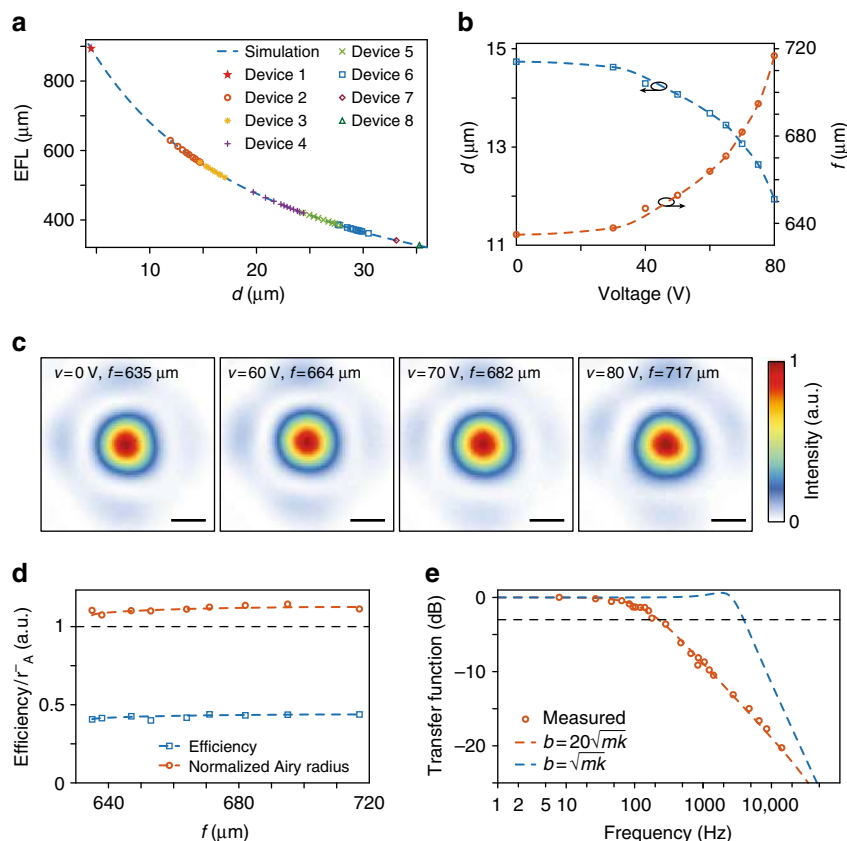 a
EFL (μm)
900
800
600
400
10
20
30
d (μm)
Simulation
Device 1
Device 2
Device 3
Device 4
Device 5
Device 6
Device 7
Device 8
b
d (μm)
15
13
11
720
680
640
f (μm)
0
40
80
Voltage (V)
c
v=0 V, f=635 μm
v=60 V, f=664 μm
v=70 V, f=682 μm
v=80 V, f=717 μm
1
0
Intensity (a.u.)
d
Efficiency/r⁻A (a.u.)
1
0.5
0
Efficiency
Normalized Airy radius
640
680
720
f (μm)
e
Transfer function (dB)
0
−10
−20
Measured
b=20√mk
b=√mk
1 2 5 10 100 1000 10,000
Frequency (Hz)